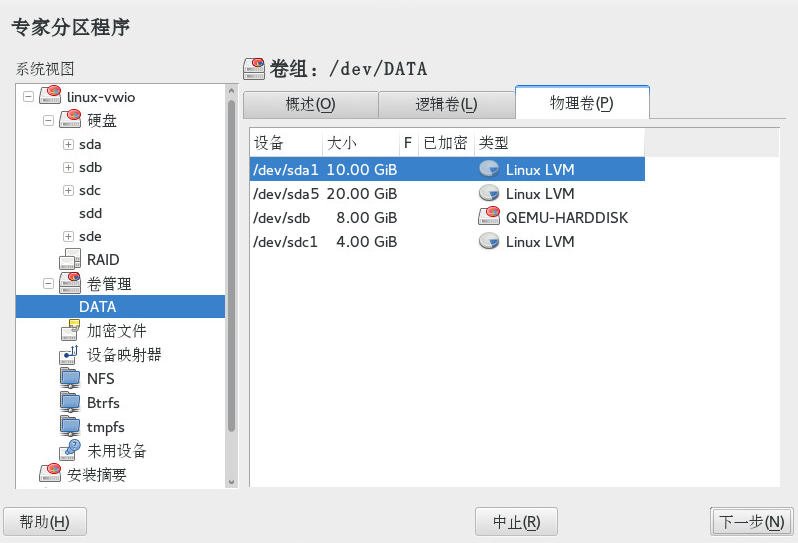 专家分区程序
系统视图
linux-vwio
硬盘
sda
sdb
sdc
sdd
sde
RAID
卷管理
DATA
加密文件
设备映射器
NFS
Btrfs
tmpfs
未用设备
安装摘要
卷组：/dev/DATA
概述(O) 逻辑卷(L) 物理卷(P)
设备 大小 F 已加密 类型
/dev/sda1 10.00 GiB Linux LVM
/dev/sda5 20.00 GiB Linux LVM
/dev/sdb 8.00 GiB QEMU-HARDDISK
/dev/sdc1 4.00 GiB Linux LVM
帮助(H) 中止(R) 下一步(N)